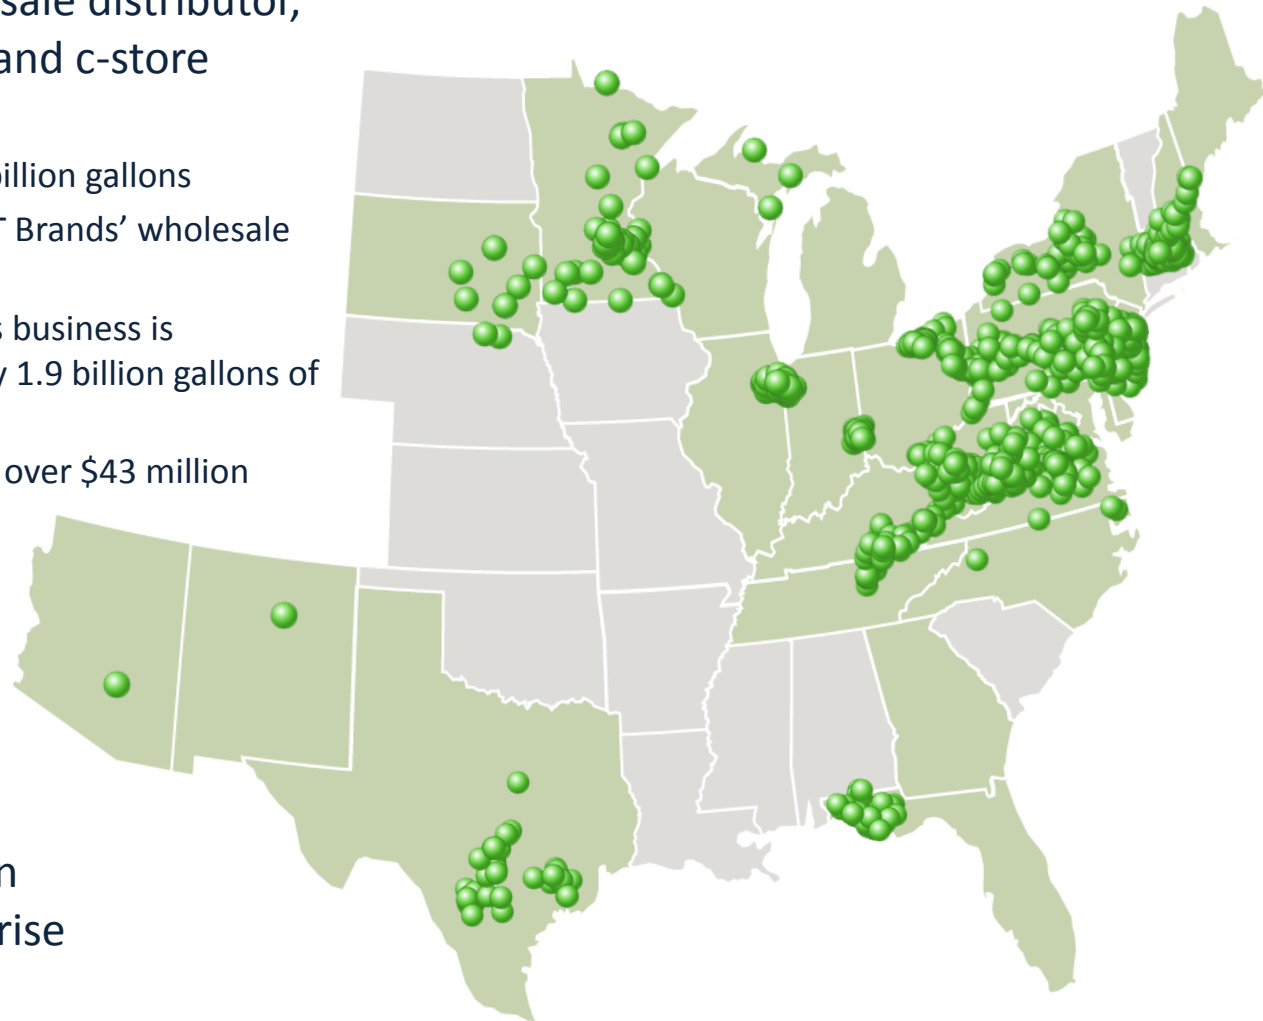 sale distributor,
and c-store
billion gallons
T Brands’ wholesale
s business is
y 1.9 billion gallons of
over $43 million
n
rise